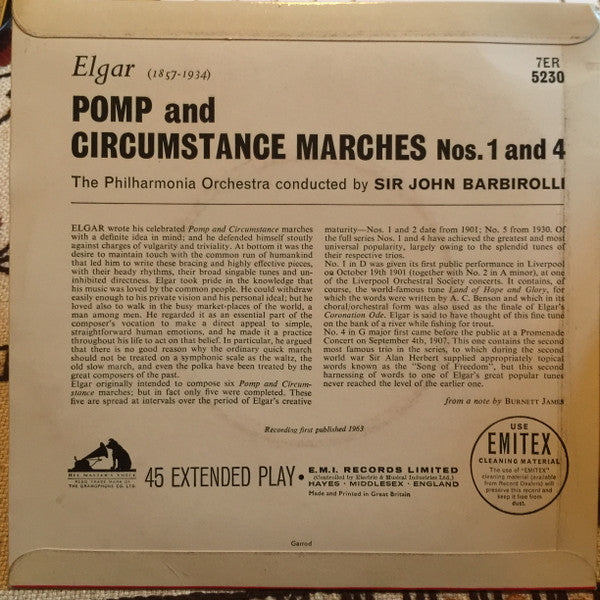 Elgar (1857-1934)
7ER
5230
POMP and
CIRCUMSTANCE MARCHES Nos. 1 and 4
The Philharmonia Orchestra conducted by SIR JOHN BARBIROLLI
ELGAR wrote his celebrated Pomp and Circumstance marches
with a definite idea in mind; and he defended himself stoutly
against charges of vulgarity and triviality. At bottom it was the
desire to maintain touch with the common run of humankind
that led him to write these bracing and highly effective pieces,
with their heady rhythms, their broad singable tunes and un-
inhibited directness. Elgar took pride in the knowledge that
his music was loved by the common people. He could withdraw
easily enough to his private vision and his personal ideal; but he
loved also to walk in the busy market-places of the world, a
man among men. He regarded it as an essential part of the
composer's vocation to make a direct appeal to simple,
straightforward human emotions, and he made it a practice
throughout his life to act on that belief. In particular, he argued
that there is no good reason why the ordinary quick march
should not be treated on a symphonic scale as the waltz, the
old slow march, and even the polka have been treated by the
great composers of the past.
Elgar originally intended to compose six Pomp and Circum-
stance marches; but in fact only five were completed. These
five are spread at intervals over the period of Elgar's creative
maturity—Nos. 1 and 2 date from 1901; No. 5 from 1930. Of
the full series Nos. 1 and 4 have achieved the greatest and most
universal popularity, largely owing to the splendid tunes of
their respective trios.
No. 1 in D was given its first public performance in Liverpool
on October 19th 1901 (together with No. 2 in A minor), at one
of the Liverpool Orchestral Society concerts. It contains, of
course, the world-famous tune Land of Hope and Glory, for
which the words were written by A. C. Benson and which in its
choral/orchestral form was also used as the finale of Elgar's
Coronation Ode. Elgar is said to have thought of this fine tune
on the bank of a river while fishing for trout.
No. 4 in G major first came before the public at a Promenade
Concert on September 4th, 1907. This one contains the second
most famous trio in the series, to which during the second
world war Sir Alan Herbert supplied appropriately topical
words known as the "Song of Freedom", but this second
harnessing of words to one of Elgar's great popular tunes
never reached the level of the earlier one.
from a note by BURNETT JAMES
Recording first published 1963
HIS MASTER'S VOICE
REGD TRADE MARK OF
THE GRAMOPHONE CO. LTD.
45 EXTENDED PLAY •
E.M.I. RECORDS LIMITED
(Controlled by Electric & Musical Industries Ltd.)
HAYES • MIDDLESEX • ENGLAND
Made and Printed in Great Britain
USE
EMITEX
CLEANING MATERIAL
The use of "EMITEX"
cleaning material (available
from Record Dealers) will
preserve this record and
keep it free from
dust.
Garrod